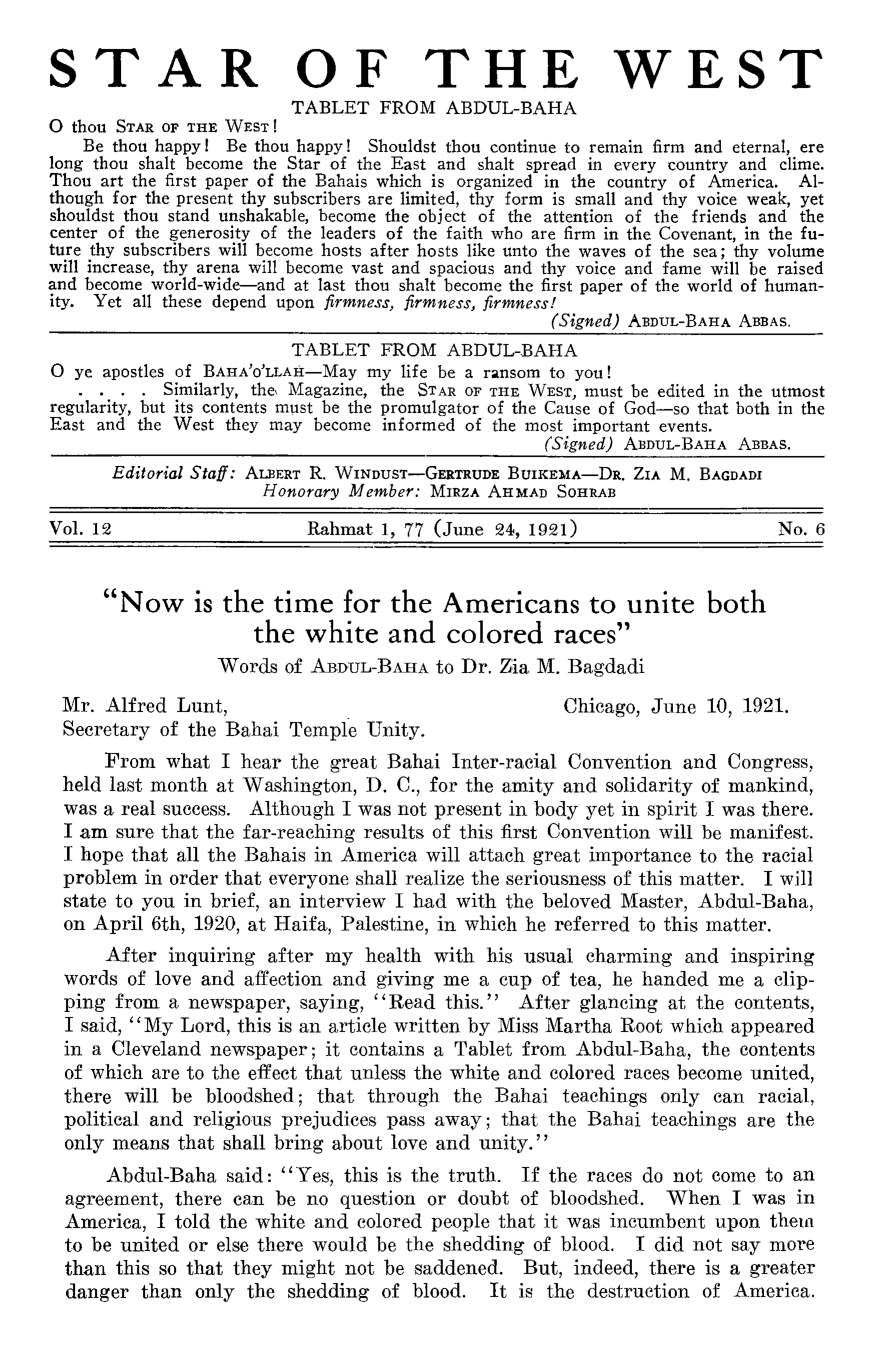 STAR OF THE WEST
TABLET FROM ABDUL-BAHA
O thou STAR OF THE WEST!
Be thou happy! Be thou happy! Shouldst thou continue to remain firm and eternal, ere
long thou shalt become the Star of the East and shalt spread in every country and clime.
Thou art the first paper of the Bahais which is organized in the country of America. Al-
though for the present thy subscribers are limited, thy form is small and thy voice weak, yet
shouldst thou stand unshakable, become the object of the attention of the friends and the
center of the generosity of the leaders of the faith who are firm in the Covenant, in the fu-
ture thy subscribers will become hosts after hosts like unto the waves of the sea; thy volume
will increase, thy arena will become vast and spacious and thy voice and fame will be raised
and become world-wide—and at last thou shalt become the first paper of the world of human-
ity. Yet all these depend upon firmness, firmness, firmness!
(Signed) ABDUL-BAHA ABBAS.
TABLET FROM ABDUL-BAHA
O ye apostles of BAHA'O'LLAH—May my life be a ransom to you!
. . . . Similarly, the Magazine, the STAR OF THE WEST, must be edited in the utmost
regularity, but its contents must be the promulgator of the Cause of God—so that both in the
East and the West they may become informed of the most important events.
(Signed) ABDUL-BAHA ABBAS.
Editorial Staff: ALBERT R. WINDUST—GERTRUDE BUIKEMA—DR. ZIA M. BAGDADI
Honorary Member: MIRZA AHMAD SOHRAB
Vol. 12 Rahmat 1, 77 (June 24, 1921) No. 6
"Now is the time for the Americans to unite both
the white and colored races"
Words of ABDUL-BAHA to Dr. Zia M. Bagdadi
Mr. Alfred Lunt, Chicago, June 10, 1921.
Secretary of the Bahai Temple Unity.
From what I hear the great Bahai Inter-racial Convention and Congress,
held last month at Washington, D. C., for the amity and solidarity of mankind,
was a real success. Although I was not present in body yet in spirit I was there.
I am sure that the far-reaching results of this first Convention will be manifest.
I hope that all the Bahais in America will attach great importance to the racial
problem in order that everyone shall realize the seriousness of this matter. I will
state to you in brief, an interview I had with the beloved Master, Abdul-Baha,
on April 6th, 1920, at Haifa, Palestine, in which he referred to this matter.
After inquiring after my health with his usual charming and inspiring
words of love and affection and giving me a cup of tea, he handed me a clip-
ping from a newspaper, saying, "Read this." After glancing at the contents,
I said, "My Lord, this is an article written by Miss Martha Root which appeared
in a Cleveland newspaper; it contains a Tablet from Abdul-Baha, the contents
of which are to the effect that unless the white and colored races become united,
there will be bloodshed; that through the Bahai teachings only can racial,
political and religious prejudices pass away; that the Bahai teachings are the
only means that shall bring about love and unity."
Abdul-Baha said: "Yes, this is the truth. If the races do not come to an
agreement, there can be no question or doubt of bloodshed. When I was in
America, I told the white and colored people that it was incumbent upon them
to be united or else there would be the shedding of blood. I did not say more
than this so that they might not be saddened. But, indeed, there is a greater
danger than only the shedding of blood. It is the destruction of America.